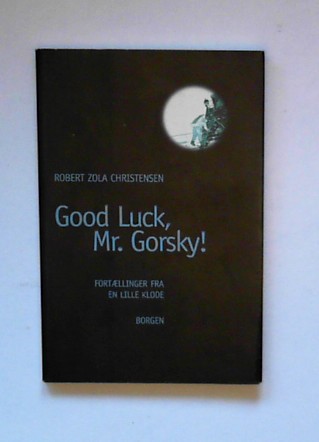 ROBERT ZOLA CHRISTENSEN
Good Luck,
Mr. Gorsky!
FORTÆLLINGER FRA
EN LILLE KLODE
BORGEN